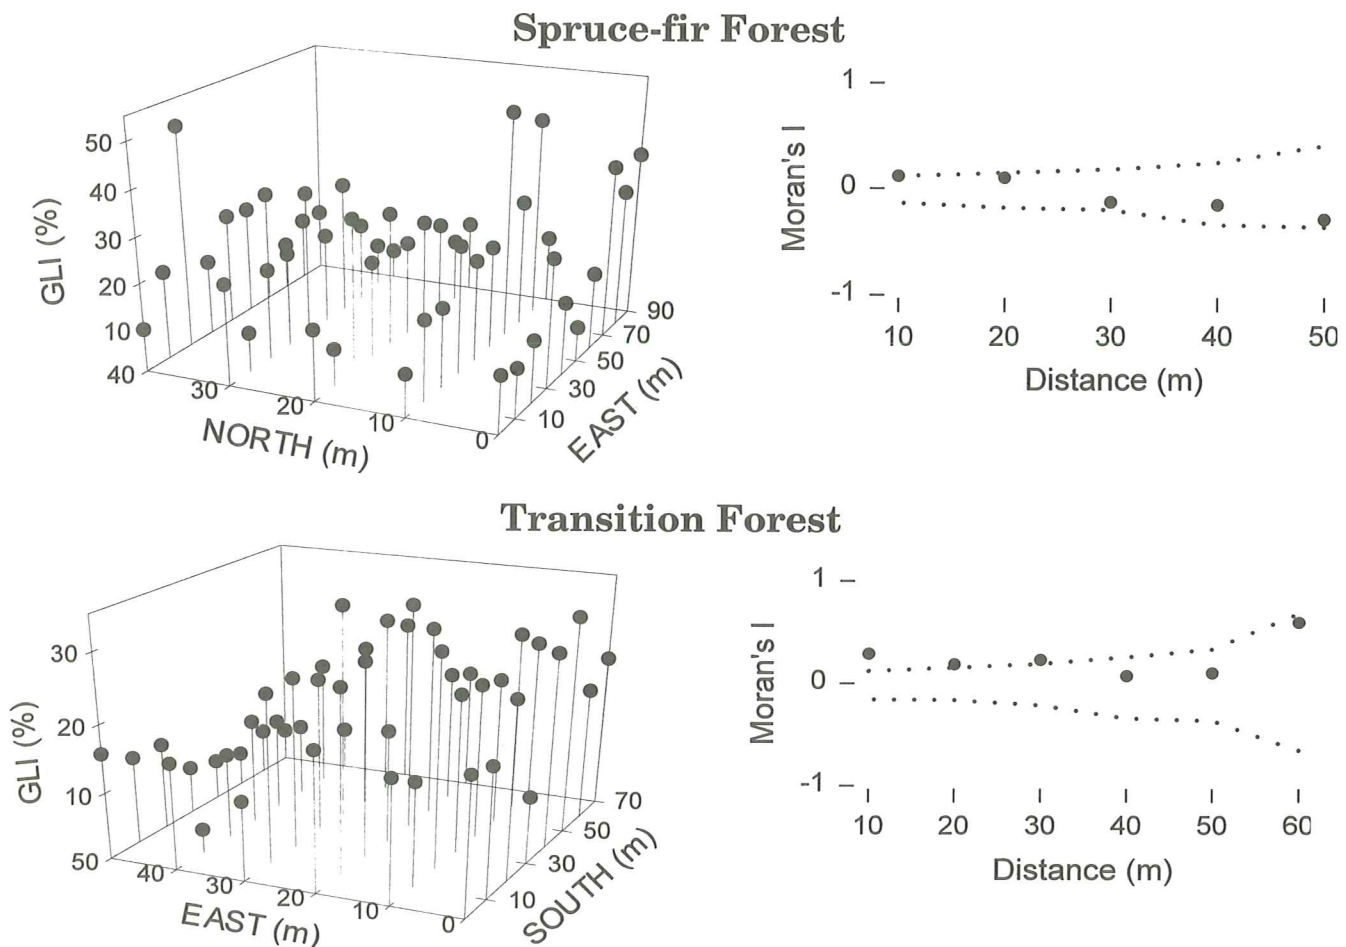 Spruce-fir Forest
GLI (%)
50
40
30
20
10
40
30
20
10
0
NORTH (m)
10
30
50
70
90
EAST (m)
Moran's I
1
0
-1
10 20 30 40 50
Distance (m)
Transition Forest
GLI (%)
30
20
10
50
40
30
20
10
0
EAST (m)
10
30
50
70
SOUTH (m)
Moran's I
1
0
-1
10 20 30 40 50 60
Distance (m)